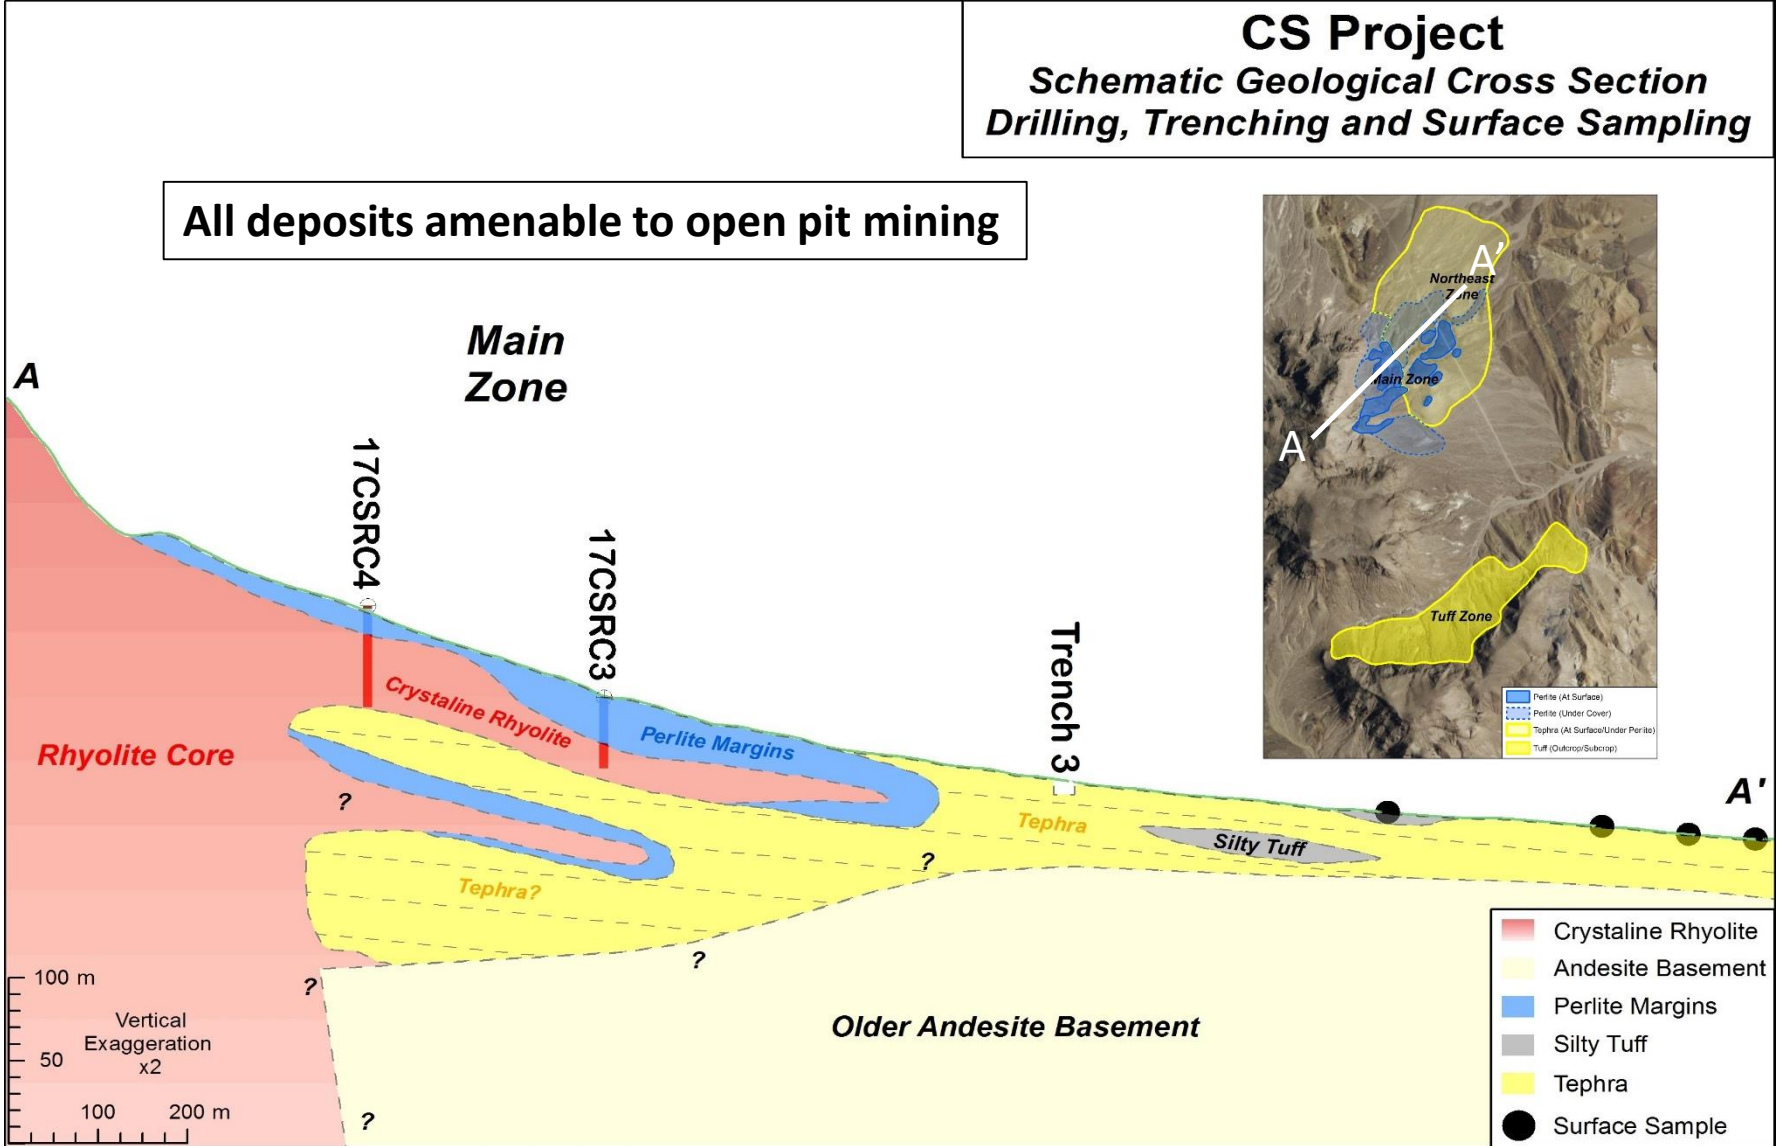 CS Project
Schematic Geological Cross Section
Drilling, Trenching and Surface Sampling
All deposits amenable to open pit mining
Main
Zone
A
17CSRC4
17CSRC3
Trench 3
A'
Crystaline Rhyolite
Perlite Margins
Rhyolite Core
Tephra
Silty Tuff
Tephra?
?
?
?
?
?
Older Andesite Basement
100 m
50
Vertical
Exaggeration
x2
100
200 m
A'
Northeast
Zone
Main Zone
A
Tuff Zone
Perlite (At Surface)
Perlite (Under Cover)
Tephra (At Surface/Under Perlite)
Tuff (Outcrop/Subcrop)
Crystaline Rhyolite
Andesite Basement
Perlite Margins
Silty Tuff
Tephra
Surface Sample